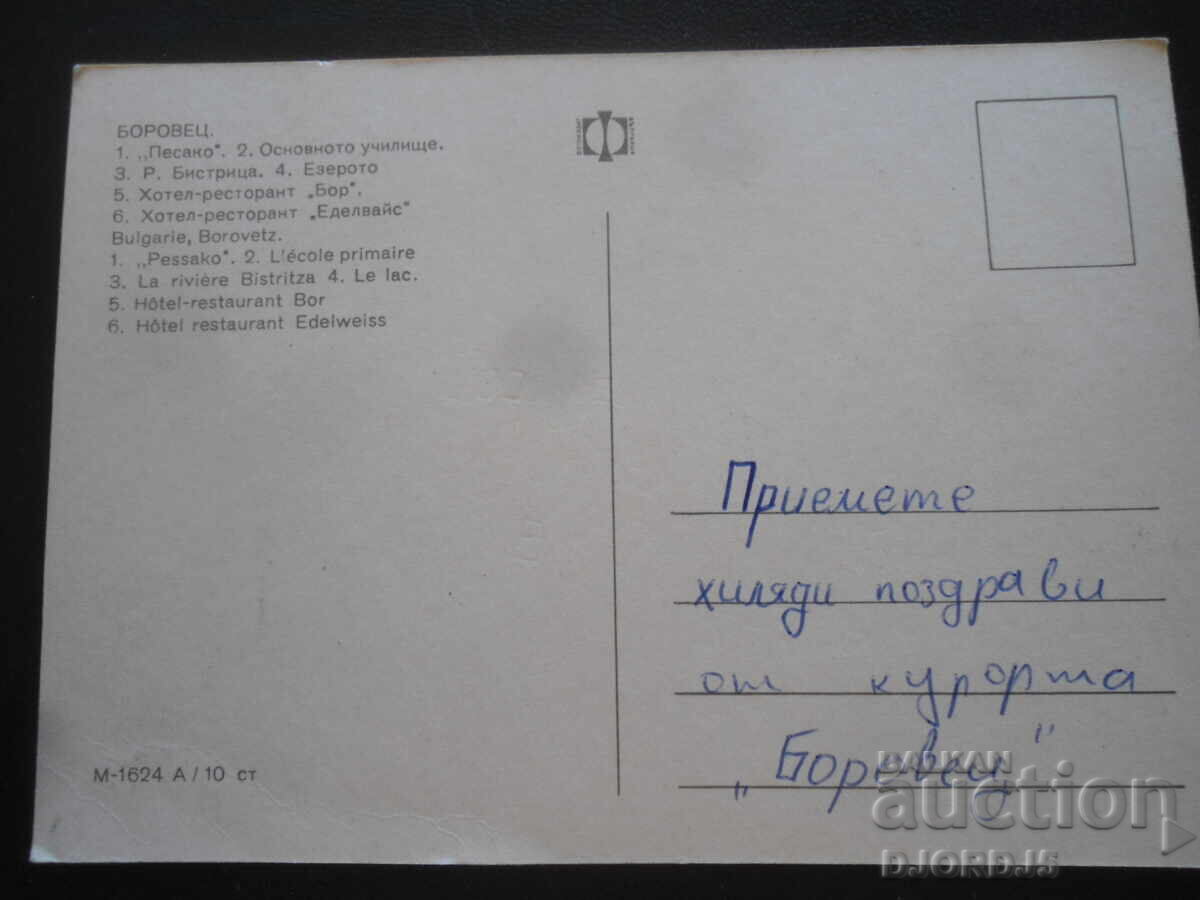 БОРОВЕЦ.
1. „Песако". 2. Основното училище.
3. Р. Бистрица. 4. Езерото
5. Хотел-ресторант „Бор".
6. Хотел-ресторант „Еделвайс"
Bulgarie, Borovetz.
1. „Pessako". 2. L'école primaire
3. La rivière Bistritza 4. Le lac.
5. Hôtel-restaurant Bor
6. Hôtel restaurant Edelweiss
М-1624 А / 10 ст
Приемете
хиляди поздрави
от курорта
„Боровец"
BALKAN
auction
DJORDJ5